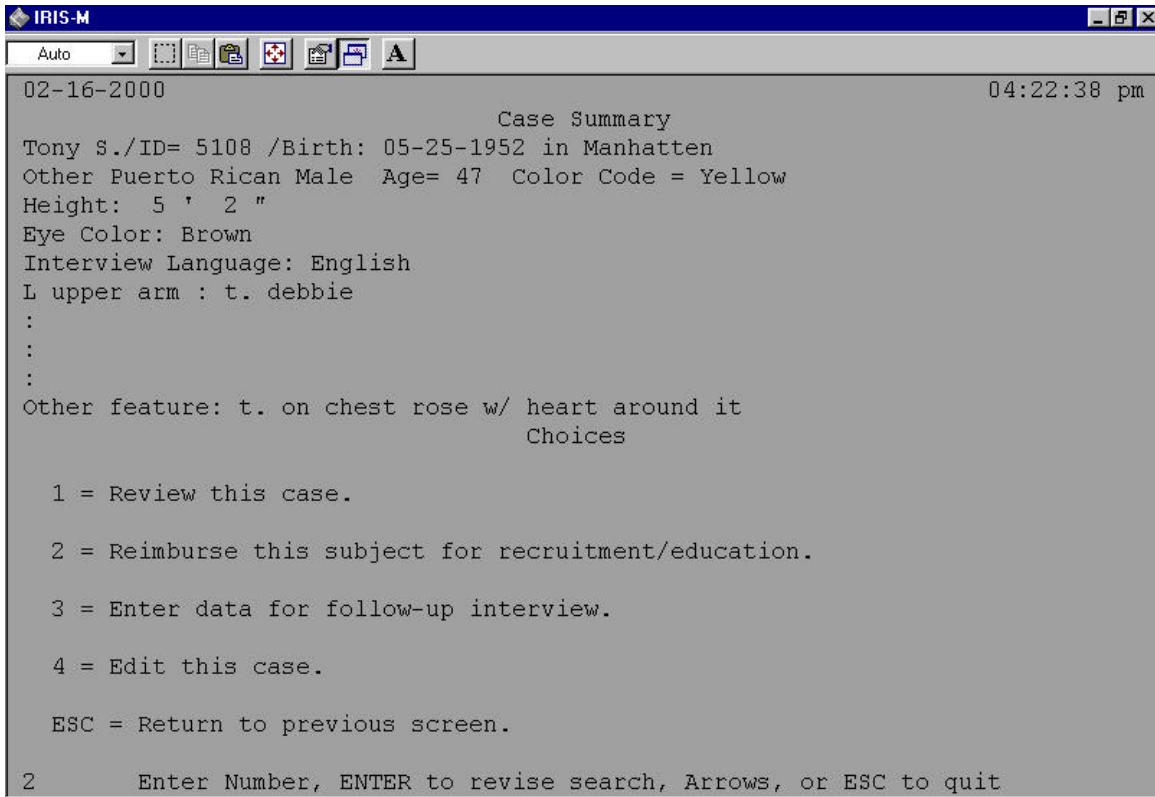 IRIS-M
Auto A
02-16-2000 04:22:38 pm
Case Summary
Tony S./ID= 5108 /Birth: 05-25-1952 in Manhatten
Other Puerto Rican Male Age= 47 Color Code = Yellow
Height: 5 ' 2 "
Eye Color: Brown
Interview Language: English
L upper arm : t. debbie
:
:
:
Other feature: t. on chest rose w/ heart around it
Choices
1 = Review this case.
2 = Reimburse this subject for recruitment/education.
3 = Enter data for follow-up interview.
4 = Edit this case.
ESC = Return to previous screen.
2 Enter Number, ENTER to revise search, Arrows, or ESC to quit